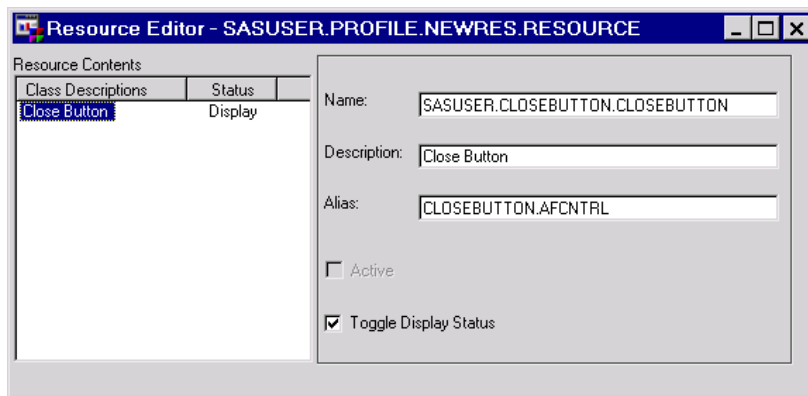 Resource Editor - SASUSER.PROFILE.NEWRES.RESOURCE
Resource Contents
Class Descriptions Status
Close Button Display
Name: SASUSER.CLOSEBUTTON.CLOSEBUTTON
Description: Close Button
Alias: CLOSEBUTTON.AFCNTRL
Active
Toggle Display Status